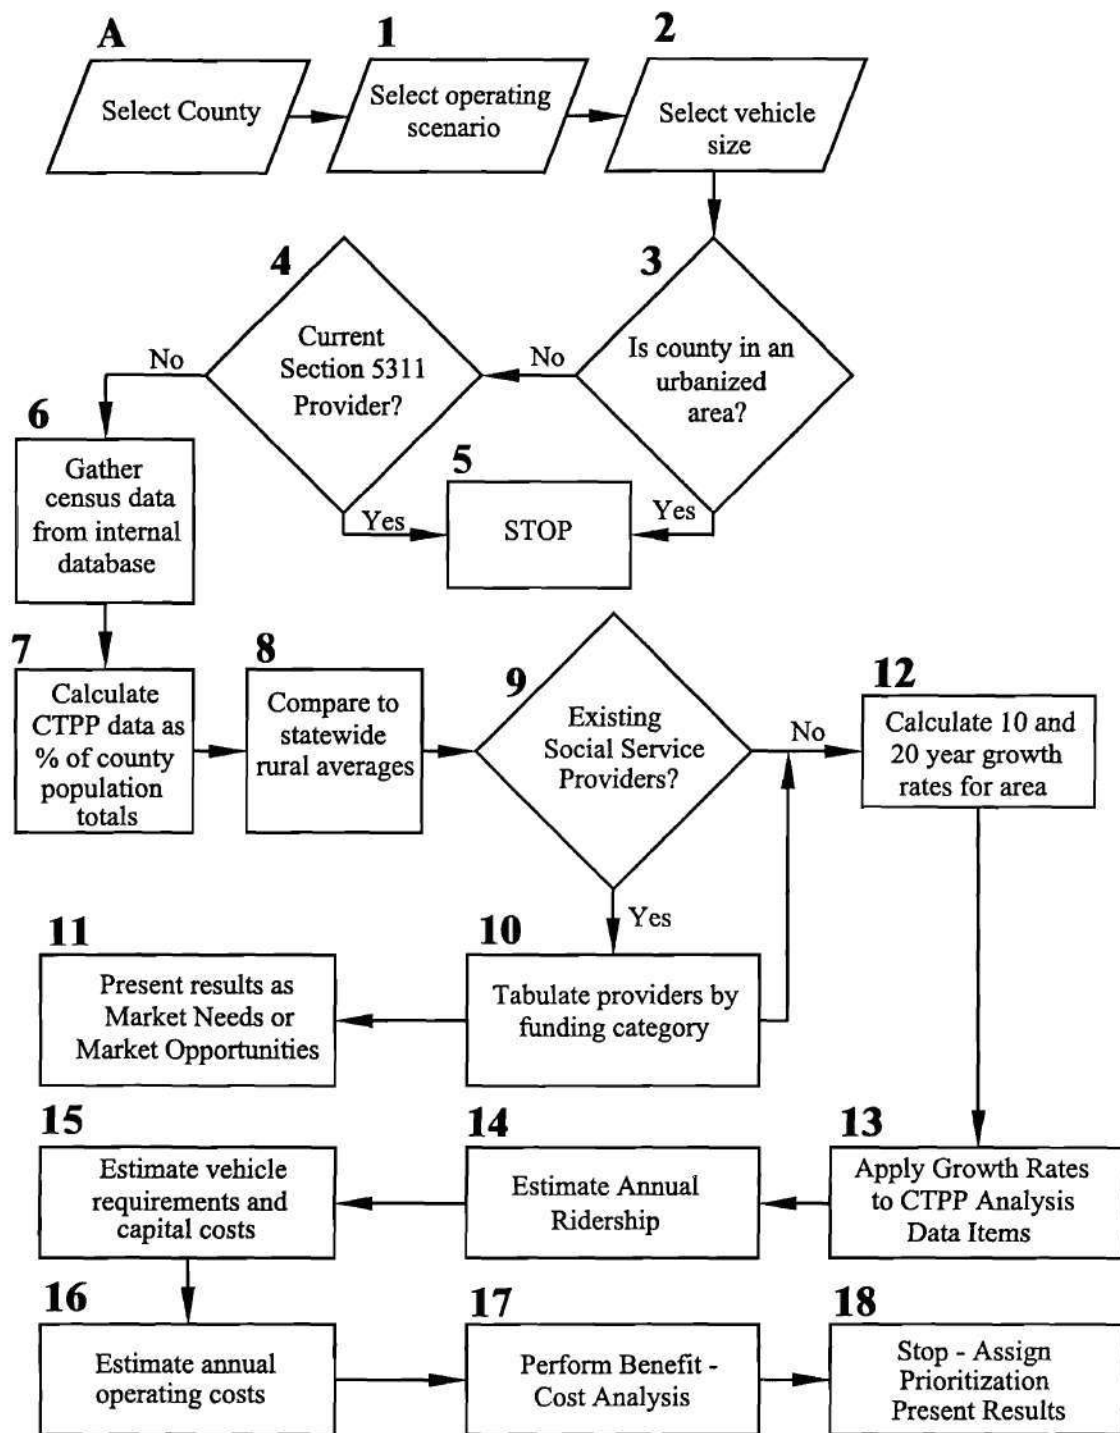 A
Select County
1
Select operating
scenario
2
Select vehicle
size
3
Is county in an
urbanized
area?
No
Yes
4
Current
Section 5311
Provider?
No
Yes
5
STOP
6
Gather
census data
from internal
database
7
Calculate
CTPP data as
% of county
population
totals
8
Compare to
statewide
rural averages
9
Existing
Social Service
Providers?
No
Yes
10
Tabulate providers by
funding category
11
Present results as
Market Needs or
Market Opportunities
12
Calculate 10 and
20 year growth
rates for area
13
Apply Growth Rates
to CTPP Analysis
Data Items
14
Estimate Annual
Ridership
15
Estimate vehicle
requirements and
capital costs
16
Estimate annual
operating costs
17
Perform Benefit -
Cost Analysis
18
Stop - Assign
Prioritization
Present Results